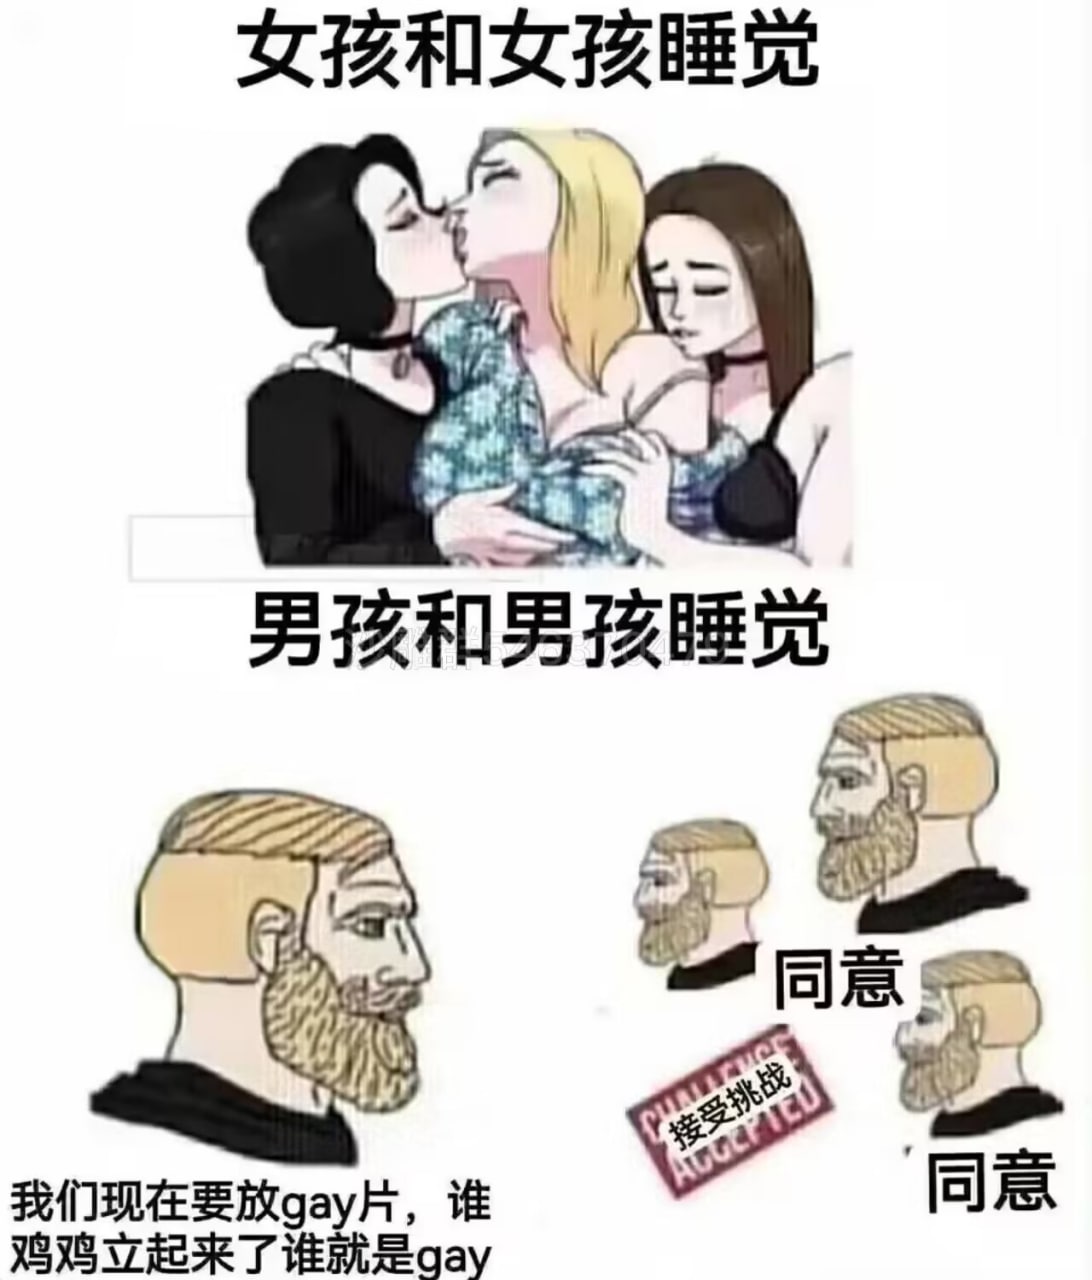 女孩和女孩睡觉
男孩和男孩睡觉
同意
CHALLENGE
接受挑战
ACCEPTED
同意
我们现在要放gay片，谁
鸡鸡立起来了谁就是gay